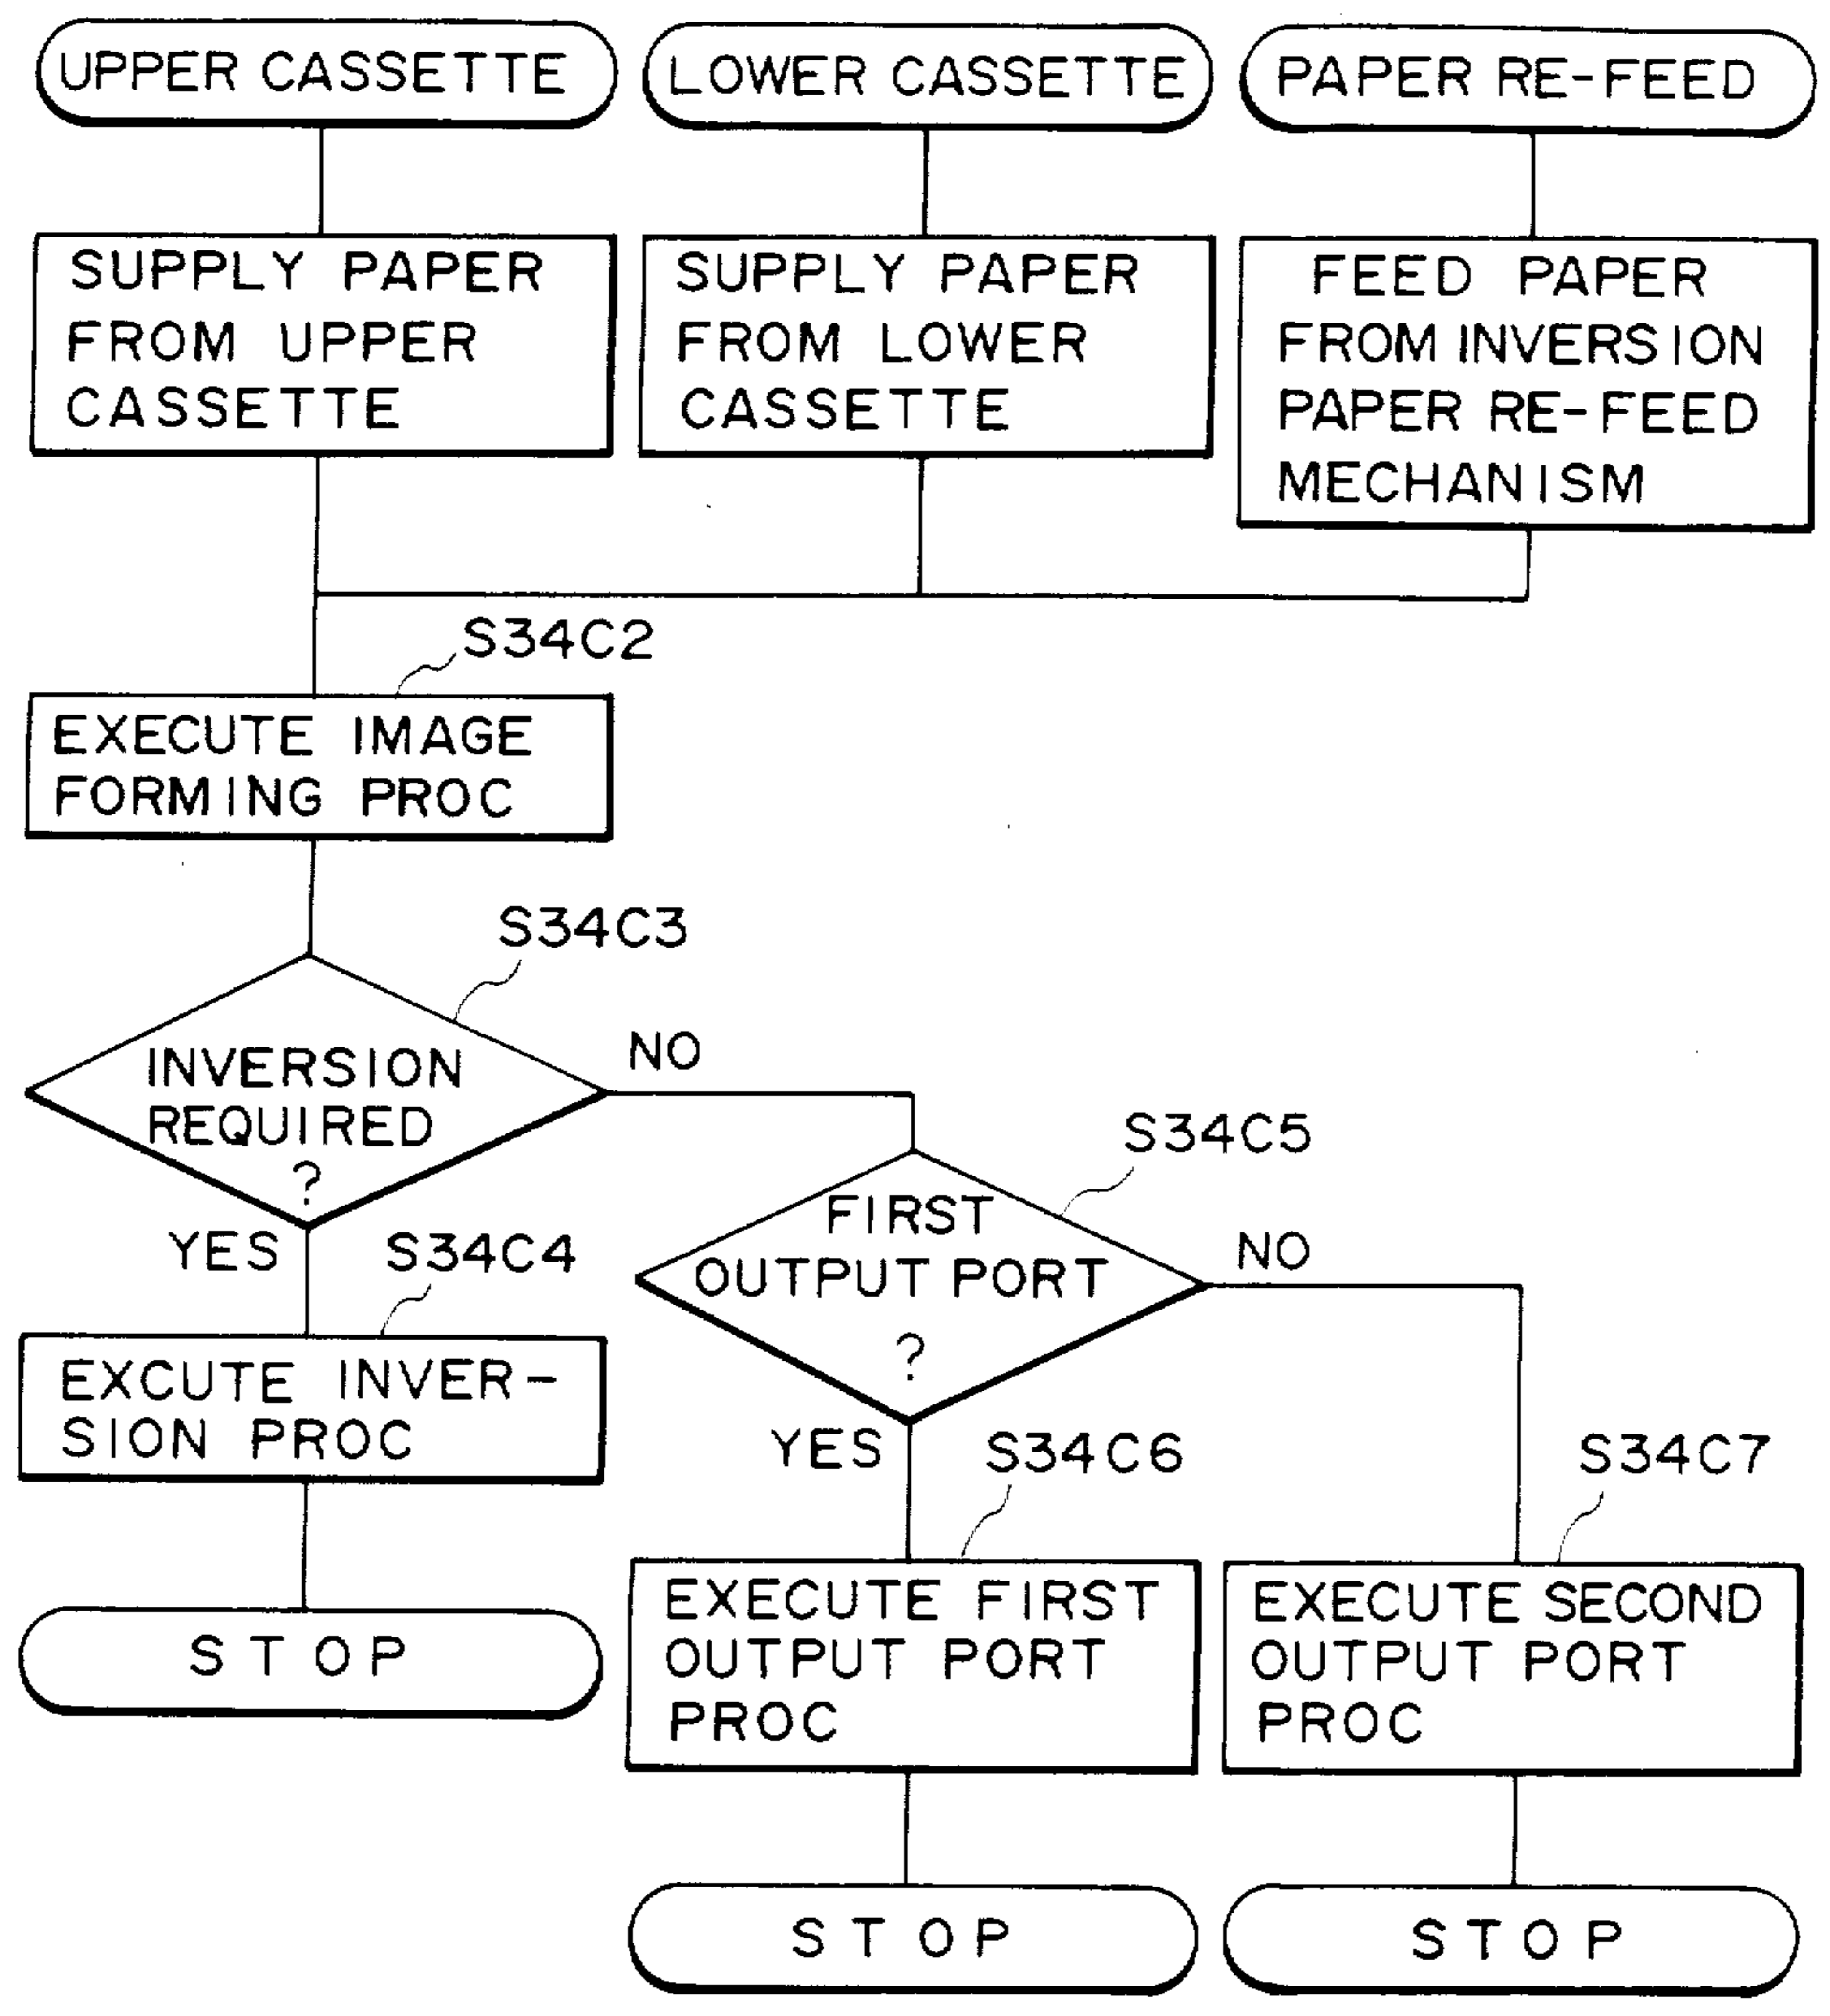 UPPER CASSETTE
LOWER CASSETTE
PAPER RE-FEED
SUPPLY PAPER
FROM UPPER
CASSETTE
SUPPLY PAPER
FROM LOWER
CASSETTE
FEED PAPER
FROM INVERSION
PAPER RE-FEED
MECHANISM
S34C2
EXECUTE IMAGE
FORMING PROC
S34C3
INVERSION
REQUIRED
?
NO
YES
S34C4
EXCUTE INVER-
SION PROC
STOP
S34C5
FIRST
OUTPUT PORT
?
NO
YES
S34C6
EXECUTE FIRST
OUTPUT PORT
PROC
STOP
S34C7
EXECUTE SECOND
OUTPUT PORT
PROC
STOP